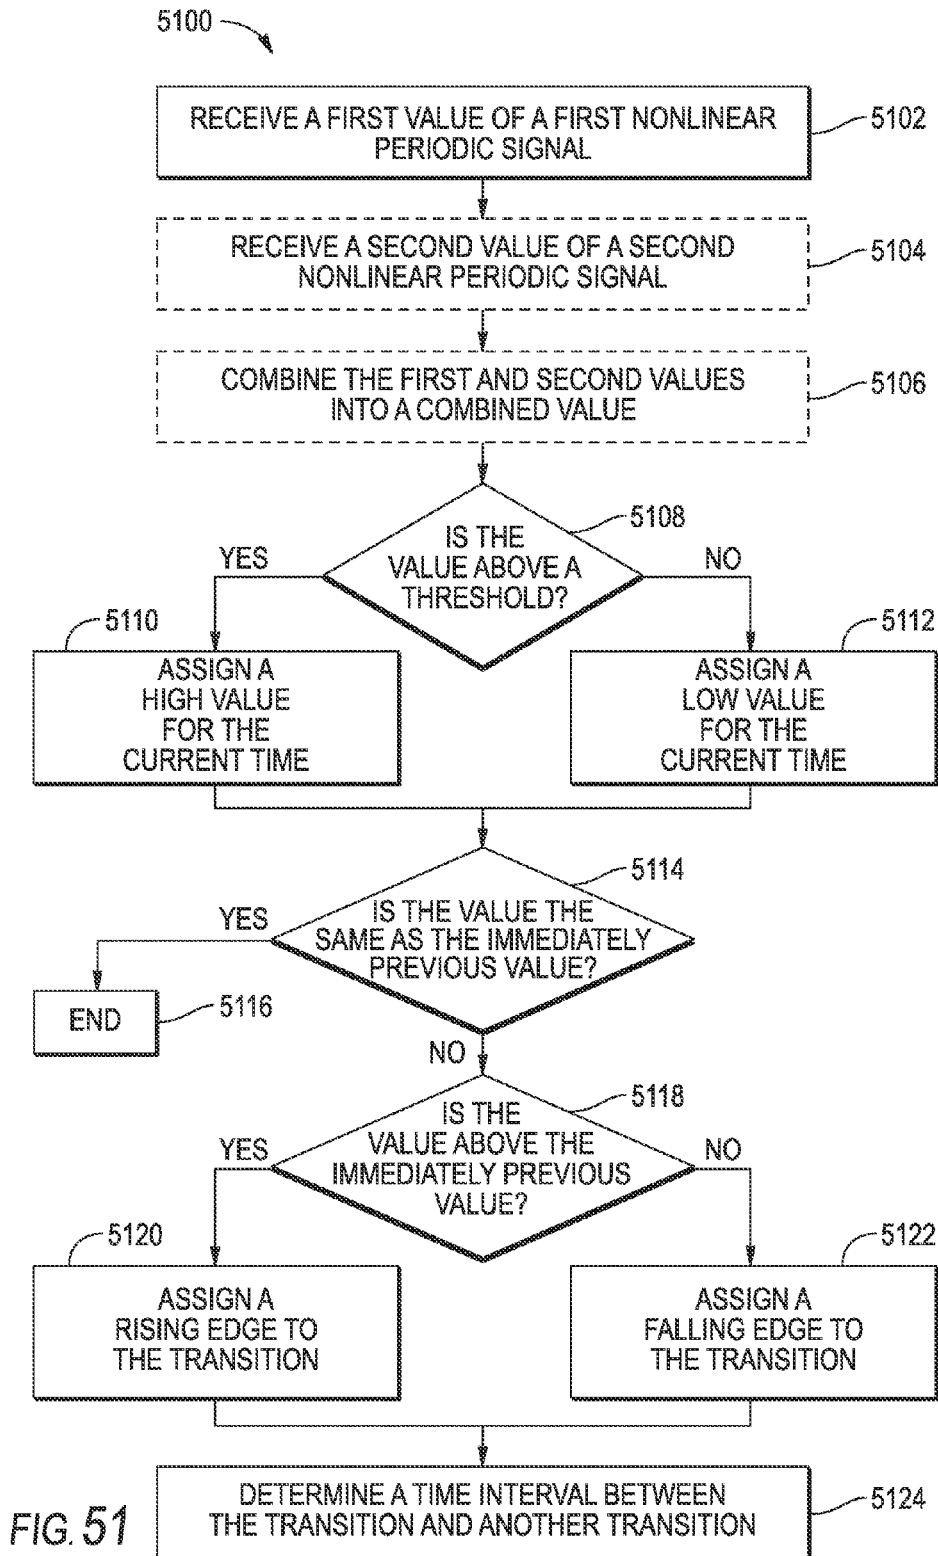 5100
RECEIVE A FIRST VALUE OF A FIRST NONLINEAR
PERIODIC SIGNAL
5102
RECEIVE A SECOND VALUE OF A SECOND
NONLINEAR PERIODIC SIGNAL
5104
COMBINE THE FIRST AND SECOND VALUES
INTO A COMBINED VALUE
5106
5108
IS THE
VALUE ABOVE A
THRESHOLD?
YES
NO
5110
ASSIGN A
HIGH VALUE
FOR THE
CURRENT TIME
5112
ASSIGN A
LOW VALUE
FOR THE
CURRENT TIME
5114
IS THE VALUE THE
SAME AS THE IMMEDIATELY
PREVIOUS VALUE?
YES
END
5116
NO
5118
IS THE
VALUE ABOVE THE
IMMEDIATELY PREVIOUS
VALUE?
YES
NO
5120
ASSIGN A
RISING EDGE TO
THE TRANSITION
5122
ASSIGN A
FALLING EDGE TO
THE TRANSITION
DETERMINE A TIME INTERVAL BETWEEN
THE TRANSITION AND ANOTHER TRANSITION
5124
FIG. 51